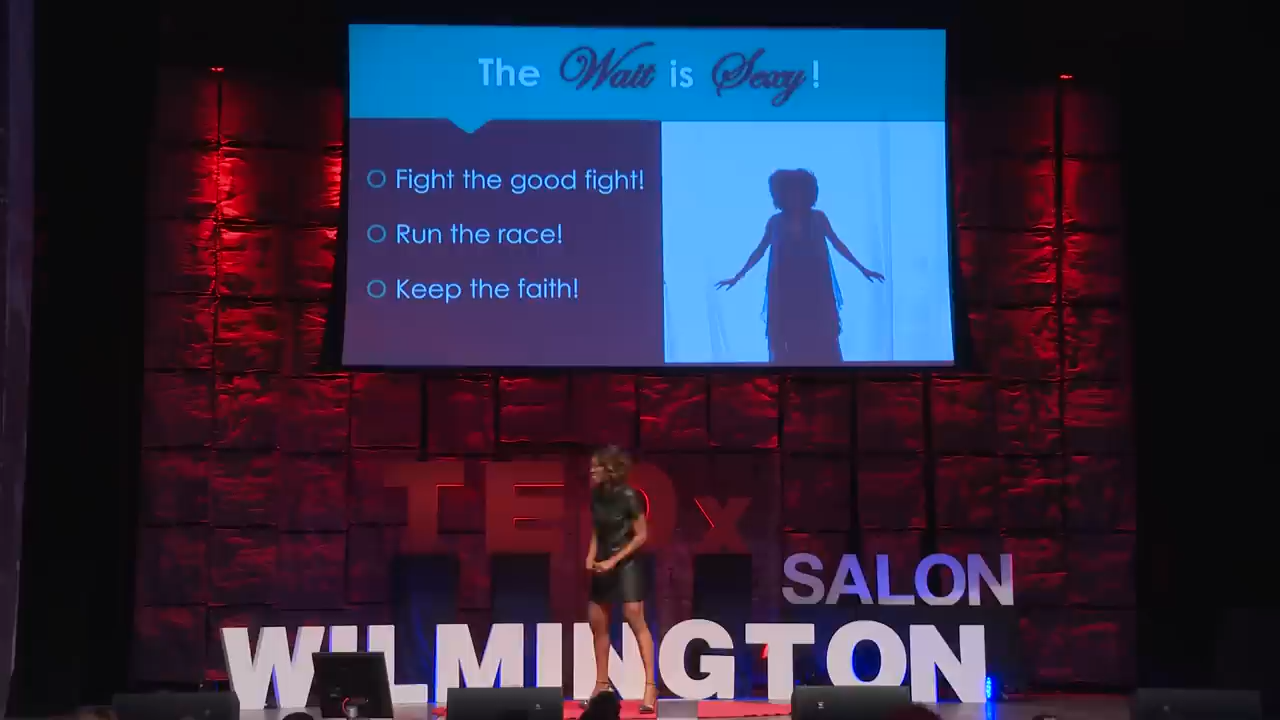 The Wait is Sexy!
Fight the good fight!
Run the race!
Keep the faith!
TEDx
SALON
WILMINGTON